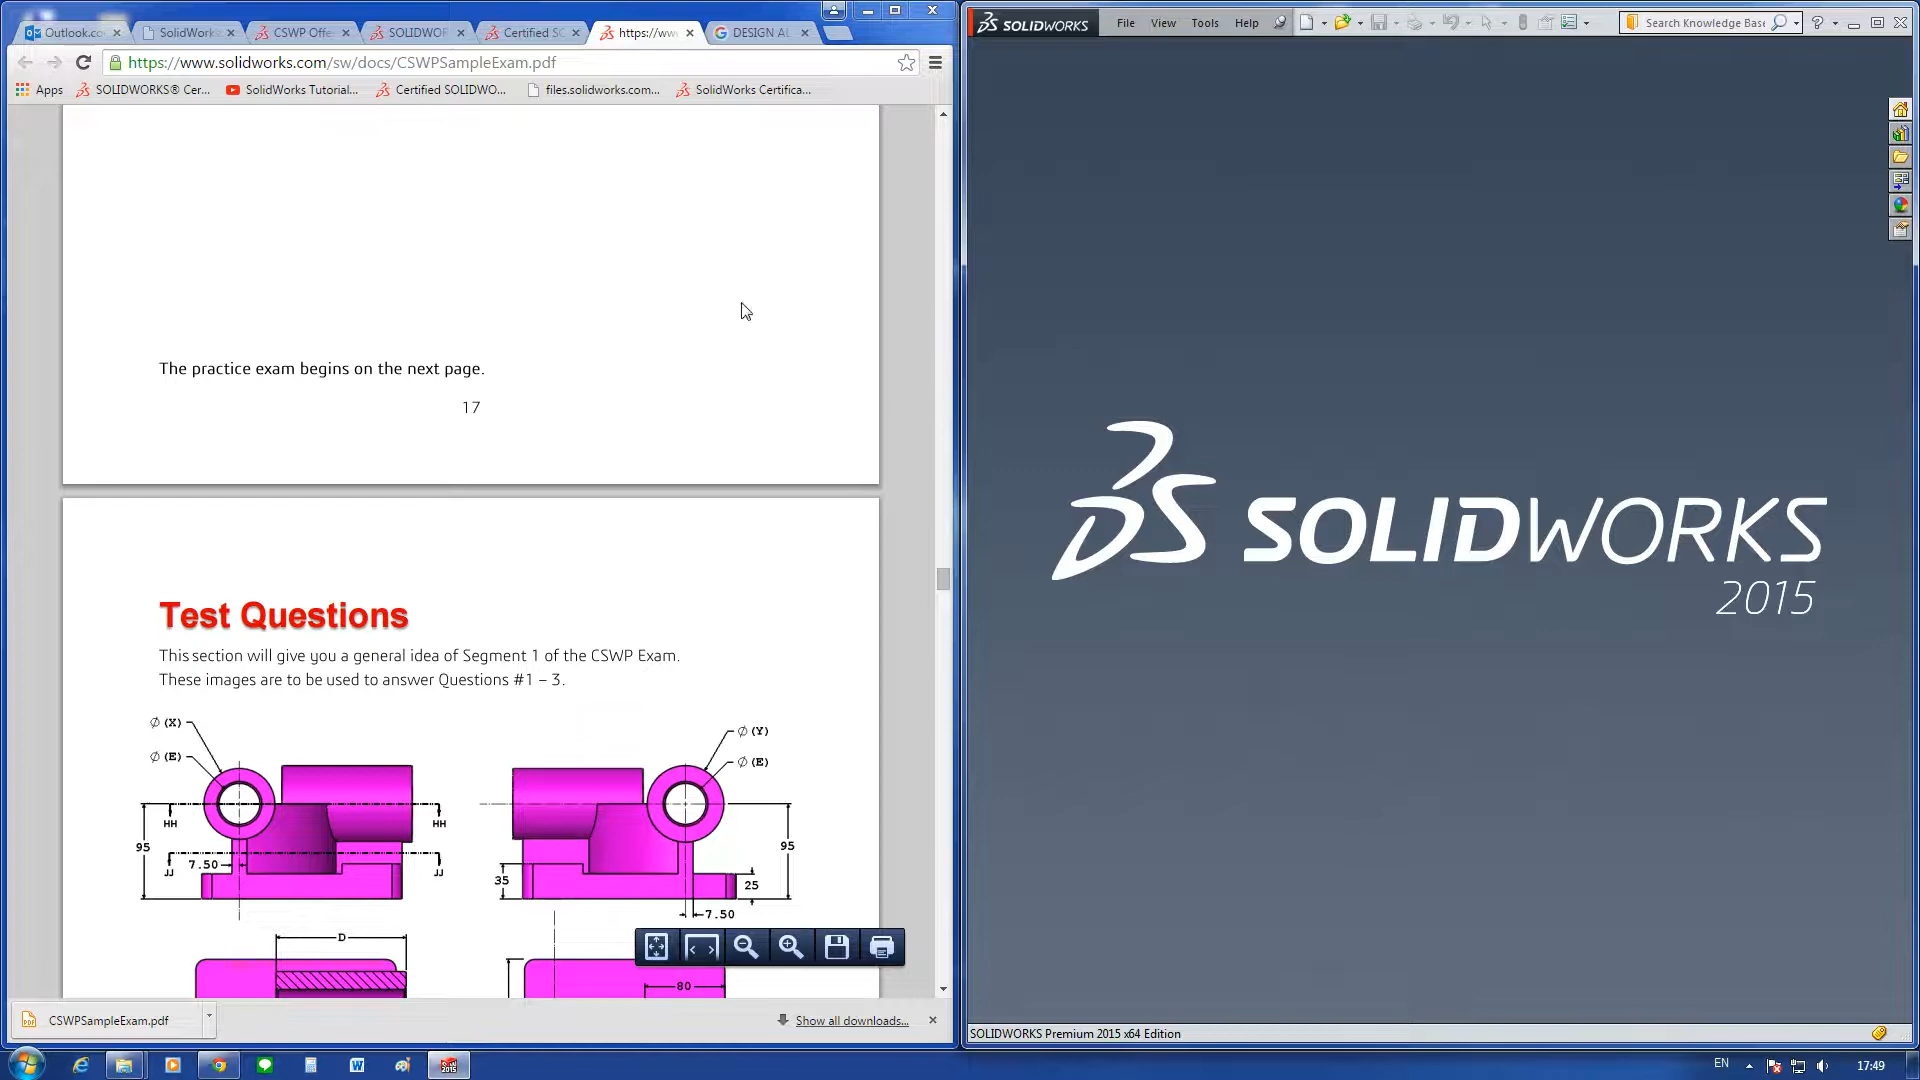 Outlook.co
SolidWork
CSWP Offe
SOLIDWOR
Certified SC
https://ww
DESIGN AL
https://www.solidworks.com/sw/docs/CSWPSampleExam.pdf
Apps
SOLIDWORKS® Cer...
SolidWorks Tutorial...
Certified SOLIDWO...
files.solidworks.com...
SolidWorks Certifica...
The practice exam begins on the next page.
17
Test Questions
This section will give you a general idea of Segment 1 of the CSWP Exam.
These images are to be used to answer Questions #1 – 3.
Ø (X)
Ø (E)
HH
HH
95
7.50
JJ
JJ
Ø (Y)
Ø (E)
95
35
25
7.50
D
80
CSWPSampleExam.pdf
Show all downloads...
SOLIDWORKS
File
View
Tools
Help
Search Knowledge Base
SOLIDWORKS
2015
SOLIDWORKS Premium 2015 x64 Edition
EN
17:49